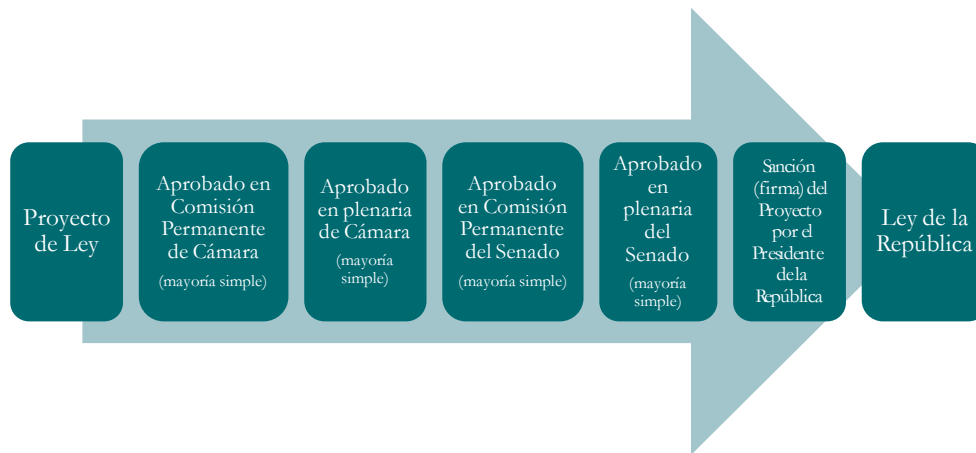 Proyecto
de Ley
Aprobado en
Comisión
Permanente
de Cámara
(mayoría simple)
Aprobado
en plenaria
de Cámara
(mayoría
simple)
Aprobado
en Comisión
Permanente
del Senado
(mayoría simple)
Aprobado
en
plenaria
del
Senado
(mayoría
simple)
Sanción
(firma) del
Proyecto
por el
Presidente
de la
República
Ley de la
República